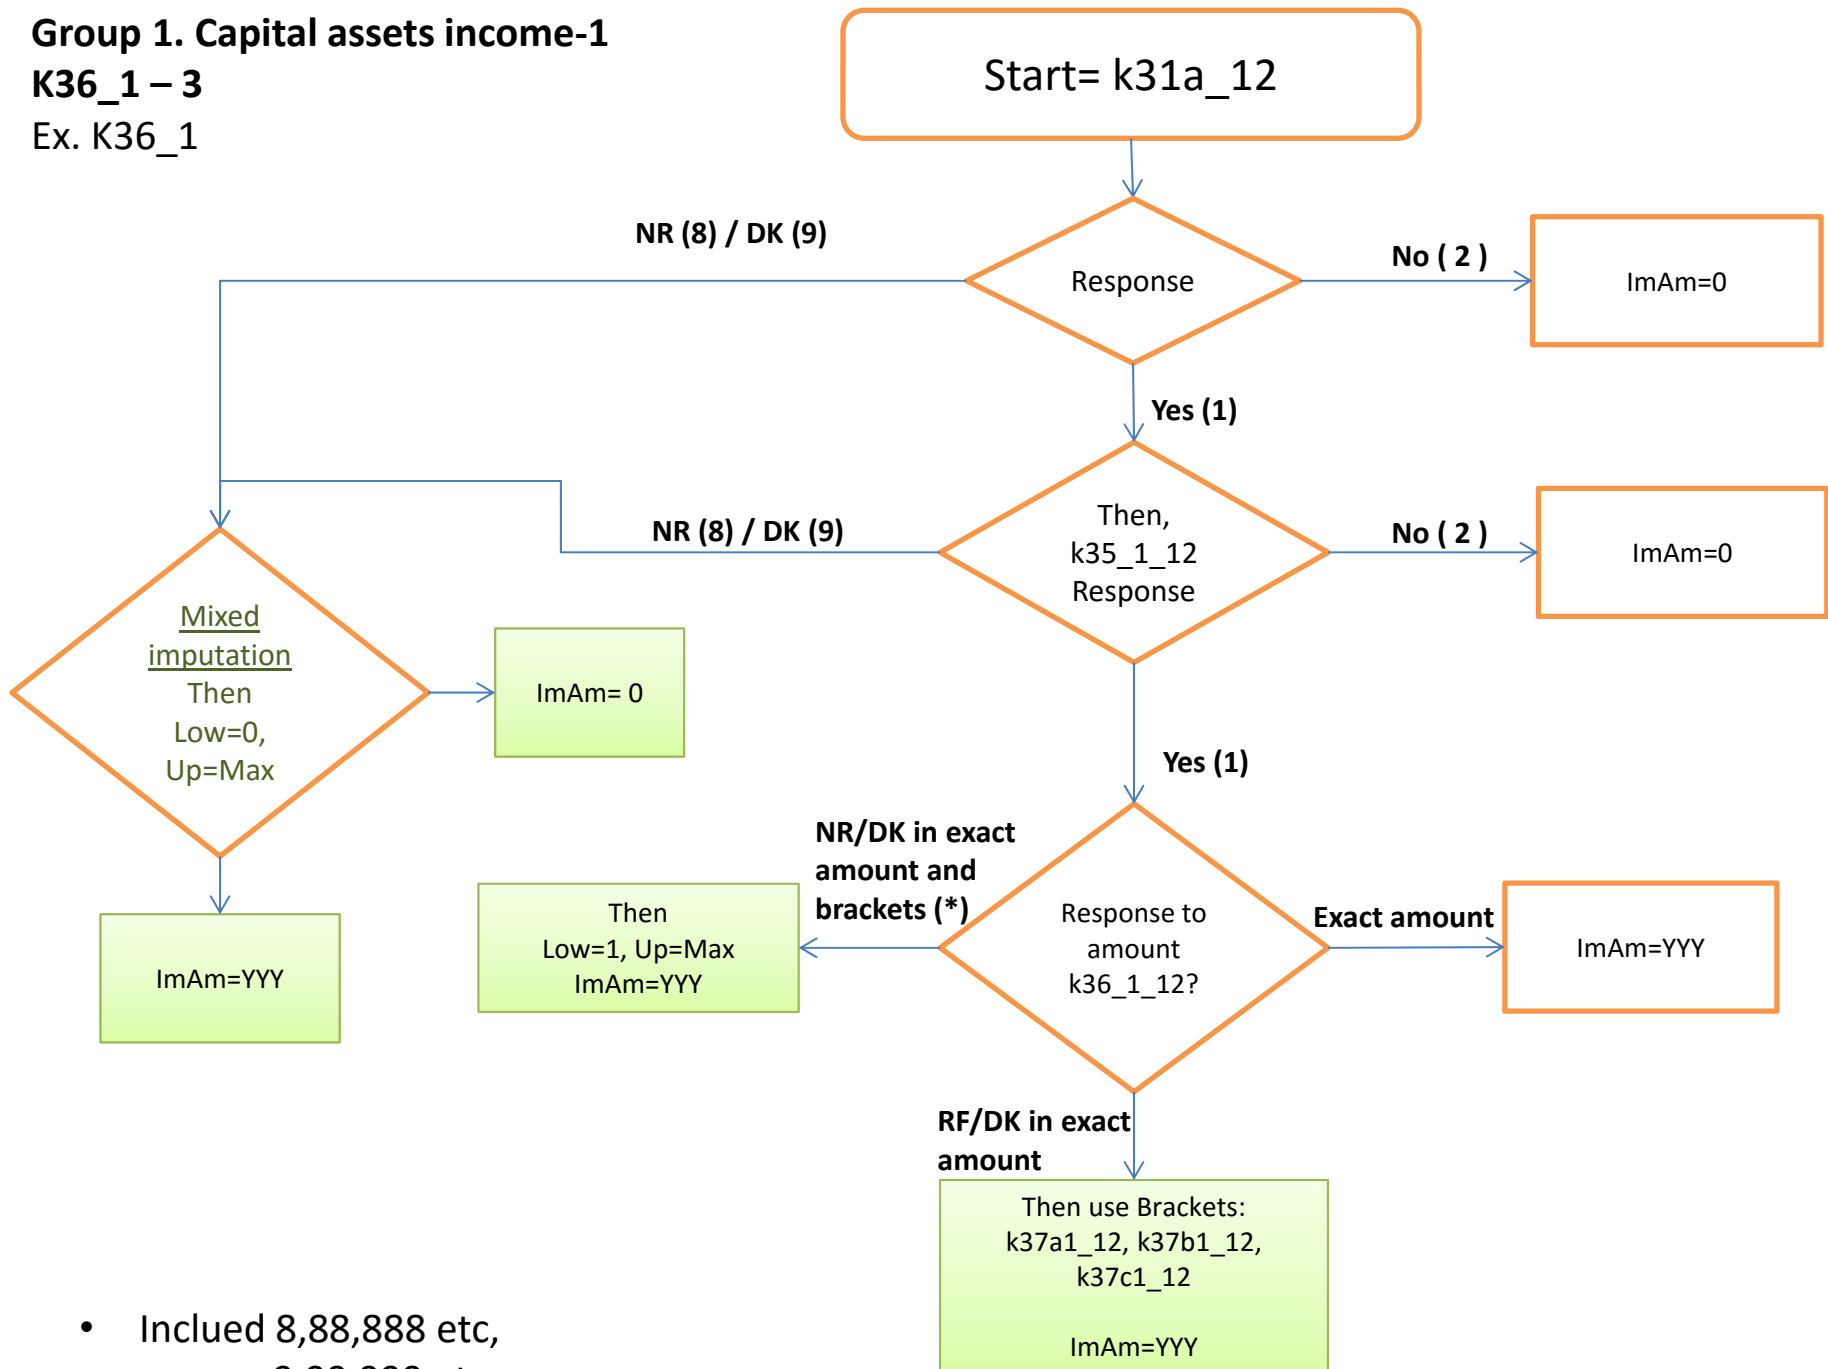 Group 1. Capital assets income-1
K36_1 – 3
Ex. K36_1
Start= k31a_12
NR (8) / DK (9)
Response
No ( 2 )
ImAm=0
Yes (1)
NR (8) / DK (9)
Then,
k35_1_12
Response
No ( 2 )
ImAm=0
Mixed
imputation
Then
Low=0,
Up=Max
ImAm= 0
Yes (1)
NR/DK in exact
amount and
brackets (*)
Then
Low=1, Up=Max
ImAm=YYY
Response to
amount
k36_1_12?
Exact amount
ImAm=YYY
ImAm=YYY
RF/DK in exact
amount
Then use Brackets:
k37a1_12, k37b1_12,
k37c1_12
ImAm=YYY
• Inclued 8,88,888 etc,